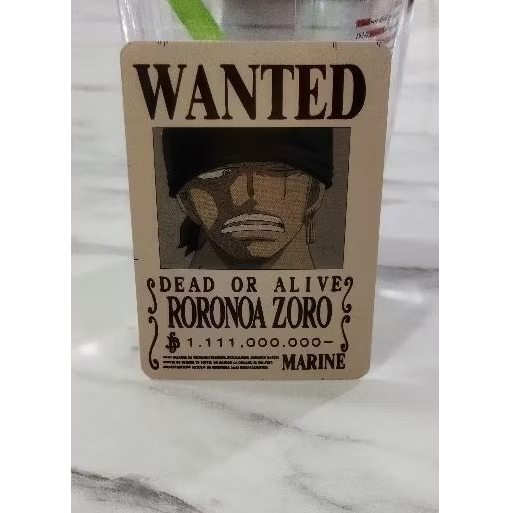 WANTED
DEAD OR ALIVE
RORONOA ZORO
฿ 1.111.000.000-
MARINE